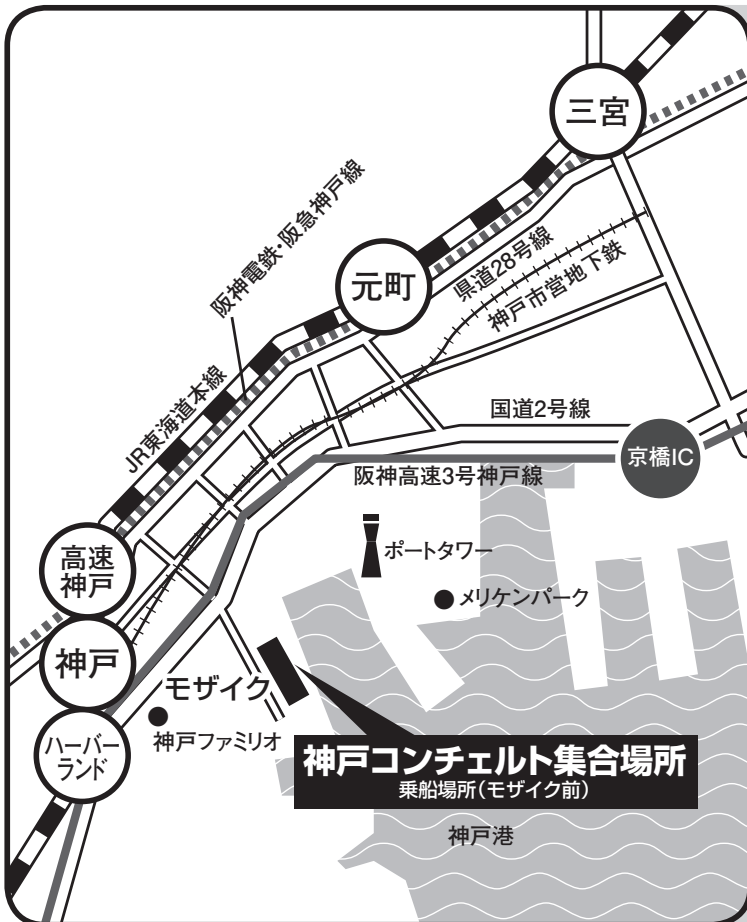 三宮
阪神電鉄・阪急神戸線
元町
県道28号線
神戸市営地下鉄
JR東海道本線
国道2号線
京橋IC
阪神高速3号神戸線
高速
神戸
ポートタワー
メリケンパーク
神戸
モザイク
神戸ファミリオ
ハーバー
ランド
神戸コンチェルト集合場所
乗船場所(モザイク前)
神戸港